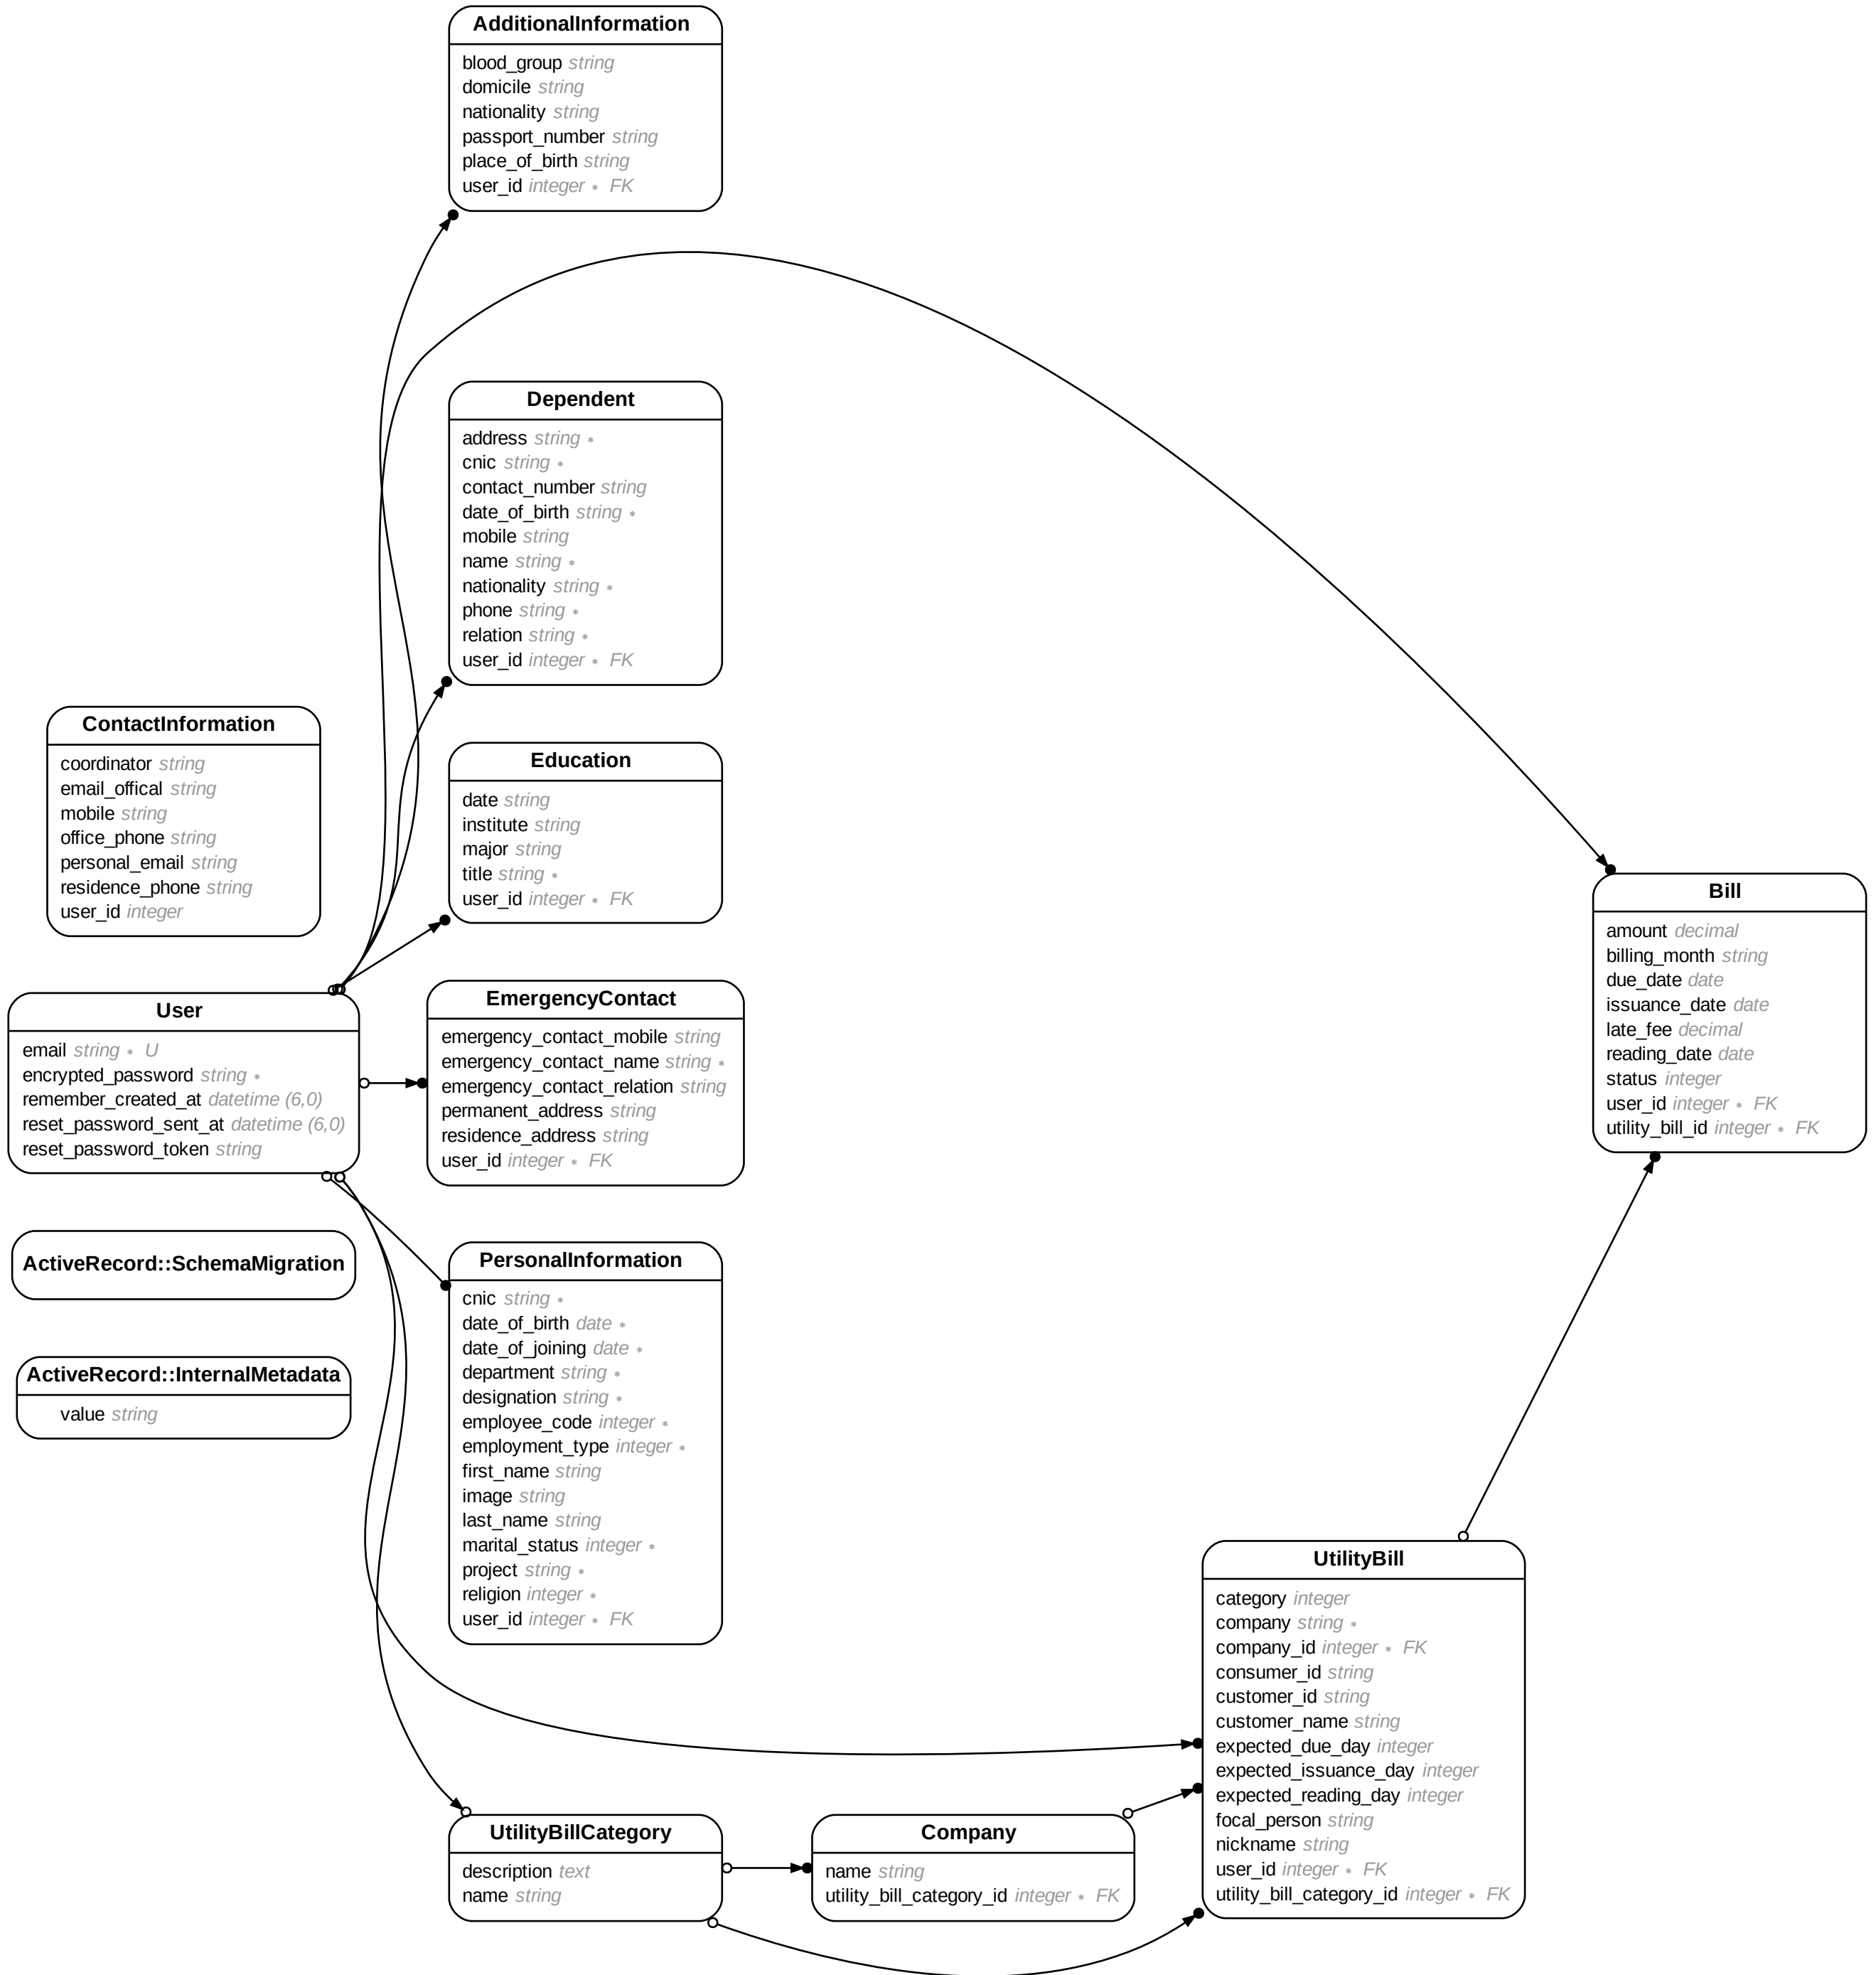 AdditionalInformation
blood_group string
domicile string
nationality string
passport_number string
place_of_birth string
user_id integer ∗ FK
Dependent
address string ∗
cnic string ∗
contact_number string
date_of_birth string ∗
mobile string
name string ∗
nationality string ∗
phone string ∗
relation string ∗
user_id integer ∗ FK
ContactInformation
coordinator string
email_offical string
mobile string
office_phone string
personal_email string
residence_phone string
user_id integer
Education
date string
institute string
major string
title string ∗
user_id integer ∗ FK
Bill
amount decimal
billing_month string
due_date date
issuance_date date
late_fee decimal
reading_date date
status integer
user_id integer ∗ FK
utility_bill_id integer ∗ FK
User
email string ∗ U
encrypted_password string ∗
remember_created_at datetime (6,0)
reset_password_sent_at datetime (6,0)
reset_password_token string
EmergencyContact
emergency_contact_mobile string
emergency_contact_name string ∗
emergency_contact_relation string
permanent_address string
residence_address string
user_id integer ∗ FK
ActiveRecord::SchemaMigration
ActiveRecord::InternalMetadata
value string
PersonalInformation
cnic string ∗
date_of_birth date ∗
date_of_joining date ∗
department string ∗
designation string ∗
employee_code integer ∗
employment_type integer ∗
first_name string
image string
last_name string
marital_status integer ∗
project string ∗
religion integer ∗
user_id integer ∗ FK
UtilityBill
category integer
company string ∗
company_id integer ∗ FK
consumer_id string
customer_id string
customer_name string
expected_due_day integer
expected_issuance_day integer
expected_reading_day integer
focal_person string
nickname string
user_id integer ∗ FK
utility_bill_category_id integer ∗ FK
UtilityBillCategory
description text
name string
Company
name string
utility_bill_category_id integer ∗ FK